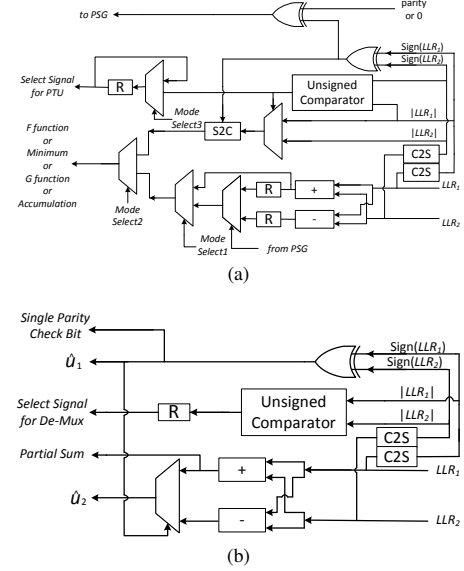 parity
or 0
to PSG
Sign(LLR₁)
Sign(LLR₂)
Select Signal
for PTU
R
Unsigned
Comparator
Mode
Select3
S2C
|LLR₁|
|LLR₂|
F function
or
Minimum
or
G function
or
Accumulation
C2S
C2S
R
+
LLR₁
R
-
LLR₂
Mode
Select2
Mode
Select1
from PSG
(a)
Single Parity
Check Bit
û₁
Sign(LLR₁)
Sign(LLR₂)
Select Signal
for De-Mux
R
Unsigned
Comparator
|LLR₁|
|LLR₂|
C2S
C2S
Partial Sum
+
LLR₁
û₂
-
LLR₂
(b)